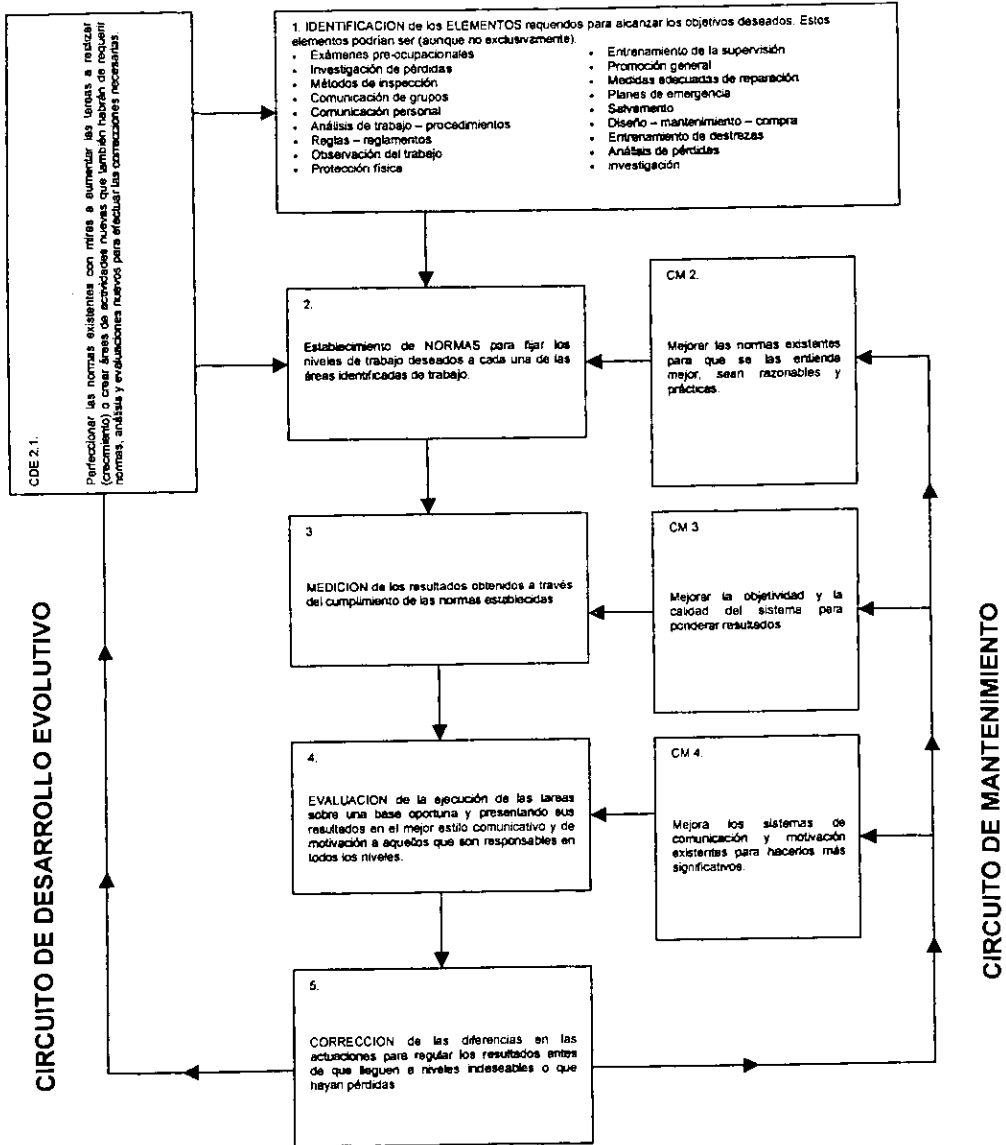 CDE 2.1.
Perfeccionar las normas existentes con miras a aumentar las tareas a realizar
(crecimiento) o crear áreas de actividades nuevas que también habrán de requerir
normas, análisis y evaluaciones nuevos para efectuar las correcciones necesarias.
1. IDENTIFICACION de los ELEMENTOS requeridos para alcanzar los objetivos deseados. Estos
elementos podrían ser (aunque no exclusivamente).
• Exámenes pre-ocupacionales
• Investigación de pérdidas
• Métodos de inspección
• Comunicación de grupos
• Comunicación personal
• Análisis de trabajo – procedimientos
• Reglas – reglamentos
• Observación del trabajo
• Protección física
• Entrenamiento de la supervisión
• Promoción general
• Medidas adecuadas de reparación
• Planes de emergencia
• Salvamento
• Diseño – mantenimiento – compra
• Entrenamiento de destrezas
• Análisis de pérdidas
• Investigación
2.
Establecimiento de NORMAS para fijar los
niveles de trabajo deseados a cada una de las
áreas identificadas de trabajo.
CM 2.
Mejorar las normas existentes
para que se las entienda
mejor, sean razonables y
prácticas.
3
MEDICION de los resultados obtenidos a través
del cumplimiento de las normas establecidas
CM 3
Mejorar la objetividad y la
calidad del sistema para
ponderar resultados
4.
EVALUACION de la ejecución de las tareas
sobre una base oportuna y presentando sus
resultados en el mejor estilo comunicativo y de
motivación a aquellos que son responsables en
todos los niveles.
CM 4.
Mejora los sistemas de
comunicación y motivación
existentes para hacerlos más
significativos.
5.
CORRECCION de las diferencias en las
actuaciones para regular los resultados antes
de que lleguen a niveles indeseables o que
hayan pérdidas
CIRCUITO DE DESARROLLO EVOLUTIVO
CIRCUITO DE MANTENIMIENTO